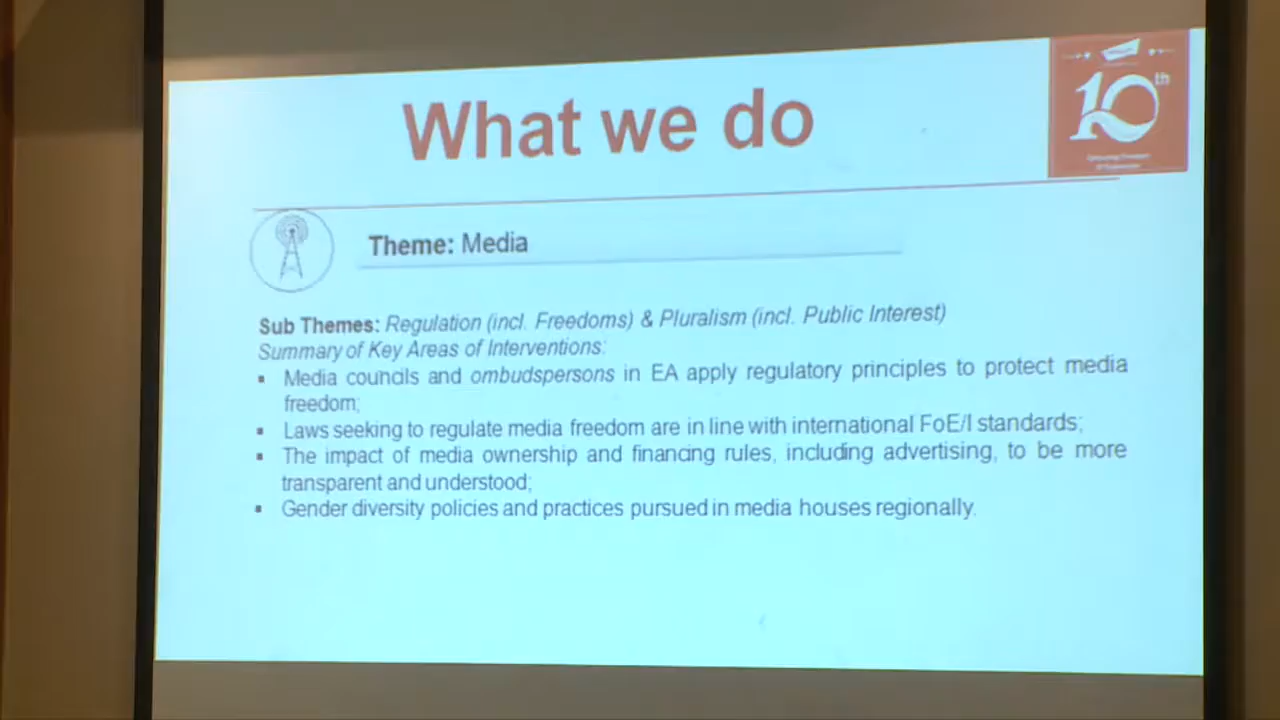 What we do
10th
Theme: Media
Sub Themes: Regulation (incl. Freedoms) & Pluralism (incl. Public Interest)
Summary of Key Areas of Interventions:
▪ Media councils and ombudspersons in EA apply regulatory principles to protect media
freedom;
▪ Laws seeking to regulate media freedom are in line with international FoE/I standards;
▪ The impact of media ownership and financing rules, including advertising, to be more
transparent and understood;
▪ Gender diversity policies and practices pursued in media houses regionally.